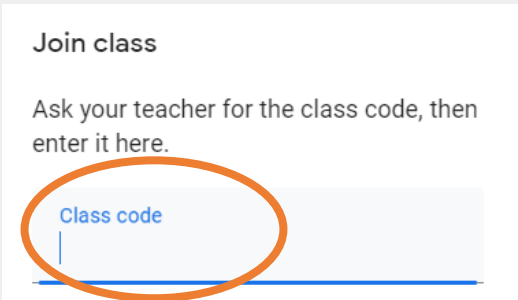 Join class
Ask your teacher for the class code, then
enter it here.
Class code